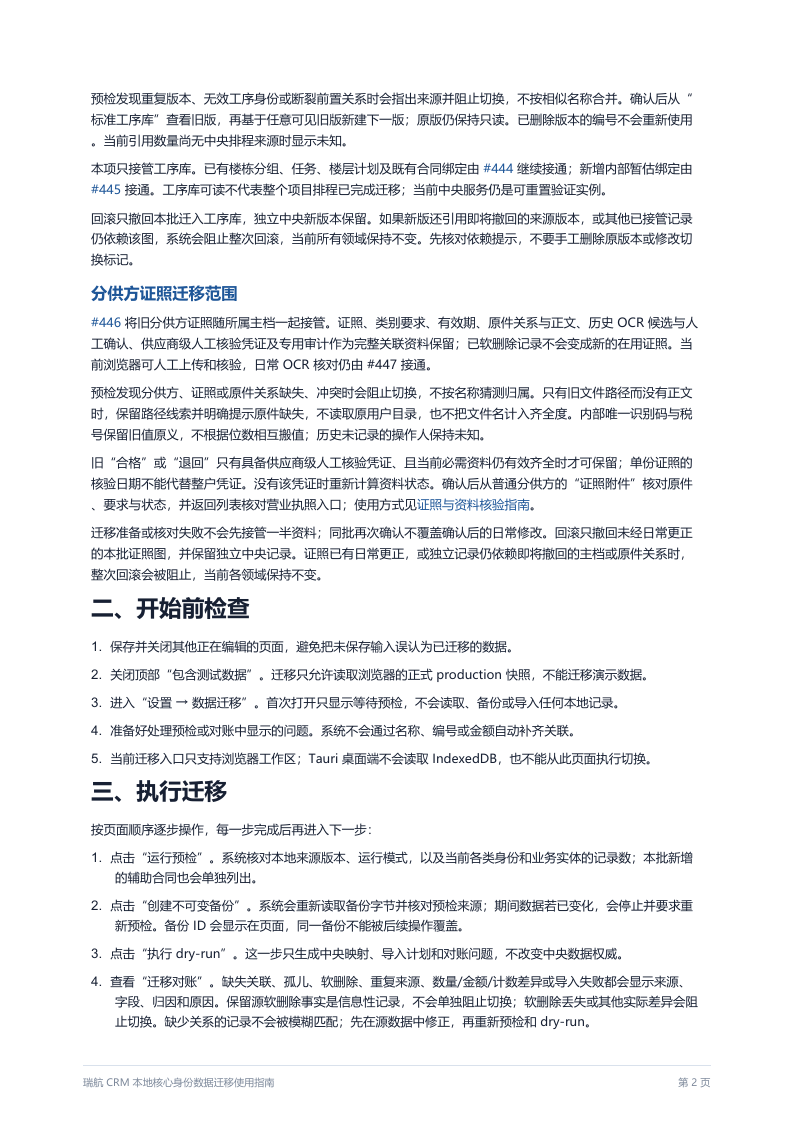 预检发现重复版本、无效工序身份或断裂前置关系时会指出来源并阻止切换，不按相似名称合并。确认后从“
标准工序库”查看旧版，再基于任意可见旧版新建下一版；原版仍保持只读。已删除版本的编号不会重新使用
。当前引用数量尚无中央排程来源时显示未知。
本项只接管工序库。已有楼栋分组、任务、楼层计划及既有合同绑定由 #444 继续接通；新增内部暂估绑定由
#445 接通。工序库可读不代表整个项目排程已完成迁移；当前中央服务仍是可重置验证实例。
回滚只撤回本批迁入工序库，独立中央新版本保留。如果新版还引用即将撤回的来源版本，或其他已接管记录
仍依赖该图，系统会阻止整次回滚，当前所有领域保持不变。先核对依赖提示，不要手工删除原版本或修改切
换标记。
分供方证照迁移范围
#446 将旧分供方证照随所属主档一起接管。证照、类别要求、有效期、原件关系与正文、历史 OCR 候选与人
工确认、供应商级人工核验凭证及专用审计作为完整关联资料保留；已软删除记录不会变成新的在用证照。当
前浏览器可人工上传和核验，日常 OCR 核对仍由 #447 接通。
预检发现分供方、证照或原件关系缺失、冲突时会阻止切换，不按名称猜测归属。只有旧文件路径而没有正文
时，保留路径线索并明确提示原件缺失，不读取原用户目录，也不把文件名计入齐全度。内部唯一识别码与税
号保留旧值原义，不根据位数相互搬值；历史未记录的操作人保持未知。
旧“合格”或“退回”只有具备供应商级人工核验凭证、且当前必需资料仍有效齐全时才可保留；单份证照的
核验日期不能代替整户凭证。没有该凭证时重新计算资料状态。确认后从普通分供方的“证照附件”核对原件
、要求与状态，并返回列表核对营业执照入口；使用方式见证照与资料核验指南。
迁移准备或核对失败不会先接管一半资料；同批再次确认不覆盖确认后的日常修改。回滚只撤回未经日常更正
的本批证照图，并保留独立中央记录。证照已有日常更正，或独立记录仍依赖即将撤回的主档或原件关系时，
整次回滚会被阻止，当前各领域保持不变。
二、开始前检查
1. 保存并关闭其他正在编辑的页面，避免把未保存输入误认为已迁移的数据。
2. 关闭顶部“包含测试数据”。迁移只允许读取浏览器的正式 production 快照，不能迁移演示数据。
3. 进入“设置 → 数据迁移”。首次打开只显示等待预检，不会读取、备份或导入任何本地记录。
4. 准备好处理预检或对账中显示的问题。系统不会通过名称、编号或金额自动补齐关联。
5. 当前迁移入口只支持浏览器工作区；Tauri 桌面端不会读取 IndexedDB，也不能从此页面执行切换。
三、执行迁移
按页面顺序逐步操作，每一步完成后再进入下一步：
1. 点击“运行预检”。系统核对本地来源版本、运行模式，以及当前各类身份和业务实体的记录数；本批新增
的辅助合同也会单独列出。
2. 点击“创建不可变备份”。系统会重新读取备份字节并核对预检来源；期间数据若已变化，会停止并要求重
新预检。备份 ID 会显示在页面，同一备份不能被后续操作覆盖。
3. 点击“执行 dry-run”。这一步只生成中央映射、导入计划和对账问题，不改变中央数据权威。
4. 查看“迁移对账”。缺失关联、孤儿、软删除、重复来源、数量/金额/计数差异或导入失败都会显示来源、
字段、归因和原因。保留源软删除事实是信息性记录，不会单独阻止切换；软删除丢失或其他实际差异会阻
止切换。缺少关系的记录不会被模糊匹配；先在源数据中修正，再重新预检和 dry-run。
瑞航 CRM 本地核心身份数据迁移使用指南
第 2 页